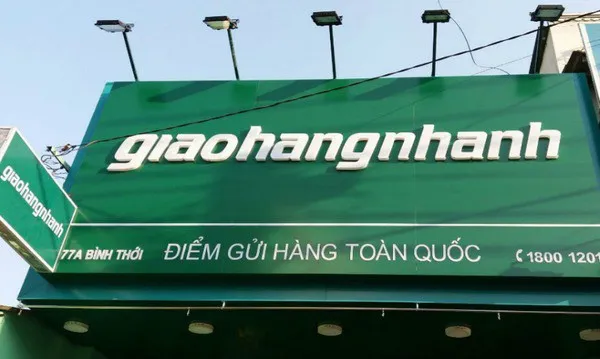 giaohangnhanh
giaohangnhanh
77A BÌNH THỚI ĐIỂM GỬI HÀNG TOÀN QUỐC 1800 1201